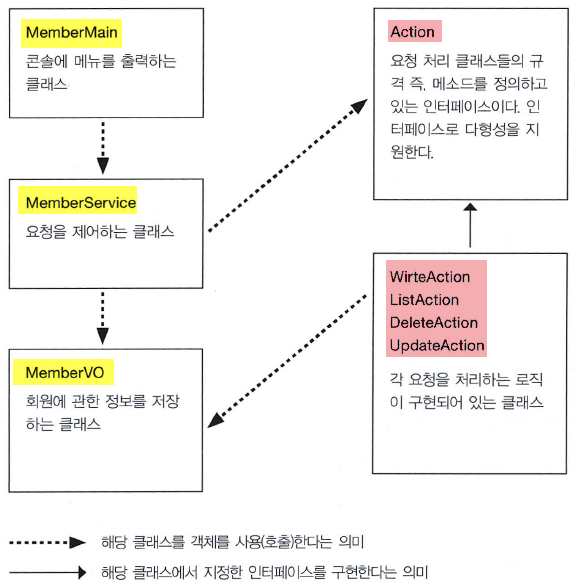 MemberMain
콘솔에 메뉴를 출력하는
클래스
Action
요청 처리 클래스들의 규
격 즉, 메소드를 정의하고
있는 인터페이스이다. 인
터페이스로 다형성을 지
원한다.
MemberService
요청을 제어하는 클래스
WirteAction
ListAction
DeleteAction
UpdateAction
각 요청을 처리하는 로직
이 구현되어 있는 클래스
MemberVO
회원에 관한 정보를 저장
하는 클래스
해당 클래스를 객체를 사용(호출)한다는 의미
해당 클래스에서 지정한 인터페이스를 구현한다는 의미